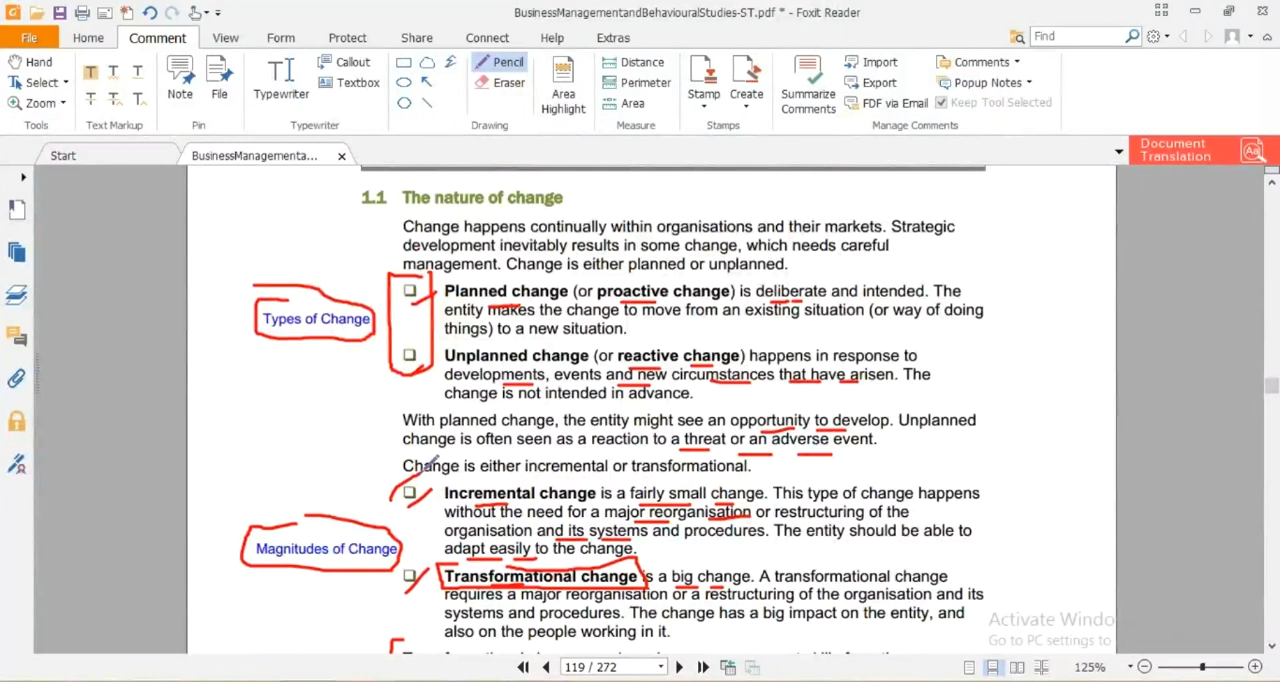 BusinessManagementandBehaviouralStudies-ST.pdf * - Foxit Reader
File Home Comment View Form Protect Share Connect Help Extras Find
Hand
Select
Zoom
Tools
T T T
T T T
Text Markup
Note File
Pin
Typewriter
Callout
Textbox
Typewriter
Pencil
Eraser
Area Highlight
Drawing
Distance
Perimeter
Area
Measure
Stamp Create
Stamps
Summarize Comments
Import
Export
FDF via Email
Comments
Popup Notes
Keep Tool Selected
Manage Comments
Start BusinessManagementa...
Document Translation
1.1 The nature of change
Change happens continually within organisations and their markets. Strategic
development inevitably results in some change, which needs careful
management. Change is either planned or unplanned.
Planned change (or proactive change) is deliberate and intended. The
entity makes the change to move from an existing situation (or way of doing
things) to a new situation.
Types of Change
Unplanned change (or reactive change) happens in response to
developments, events and new circumstances that have arisen. The
change is not intended in advance.
With planned change, the entity might see an opportunity to develop. Unplanned
change is often seen as a reaction to a threat or an adverse event.
Change is either incremental or transformational.
Incremental change is a fairly small change. This type of change happens
without the need for a major reorganisation or restructuring of the
organisation and its systems and procedures. The entity should be able to
adapt easily to the change.
Magnitudes of Change
Transformational change is a big change. A transformational change
requires a major reorganisation or a restructuring of the organisation and its
systems and procedures. The change has a big impact on the entity, and
also on the people working in it.
Activate Windo
Go to PC settings to
119 / 272
125%